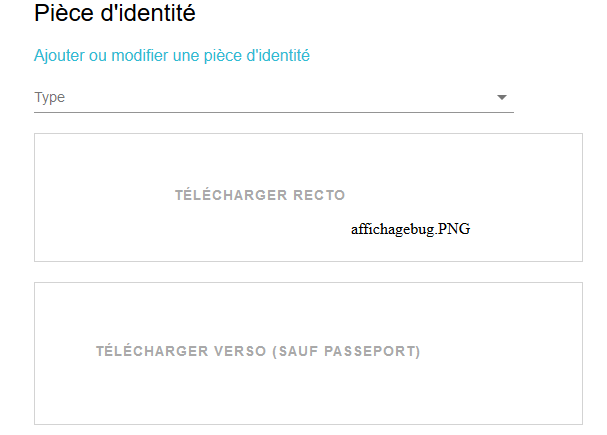 Pièce d'identité
Ajouter ou modifier une pièce d'identité
Type
TÉLÉCHARGER RECTO
affichagebug.PNG
TÉLÉCHARGER VERSO (SAUF PASSEPORT)